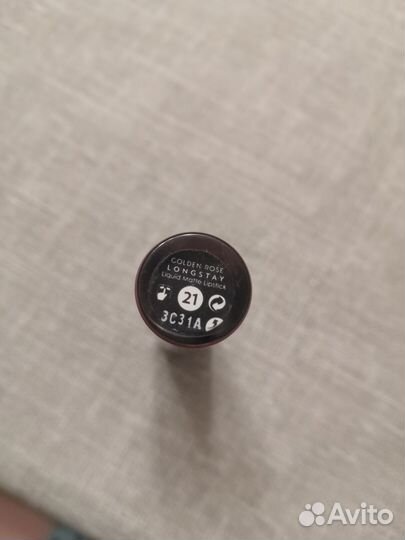 GOLDEN ROSE
LONGSTAY
Liquid Matte Lipstick
21
3C31A
Avito